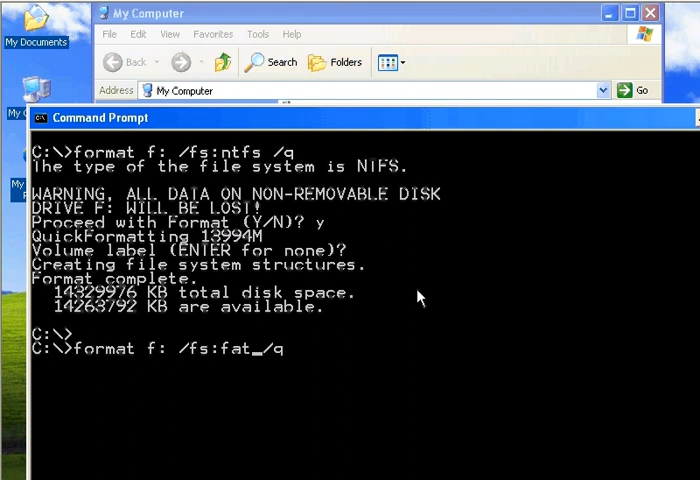 My Computer
My Documents
File Edit View Favorites Tools Help
Back Search Folders
Address My Computer Go
My C
Command Prompt
My
C:\>format f: /fs:ntfs /q
The type of the file system is NTFS.
WARNING, ALL DATA ON NON-REMOVABLE DISK
DRIVE F: WILL BE LOST!
Proceed with Format (Y/N)? y
QuickFormatting 13994M
Volume label (ENTER for none)?
Creating file system structures.
Format complete.
14329976 KB total disk space.
14263792 KB are available.
C:\>
C:\>format f: /fs:fat_/q